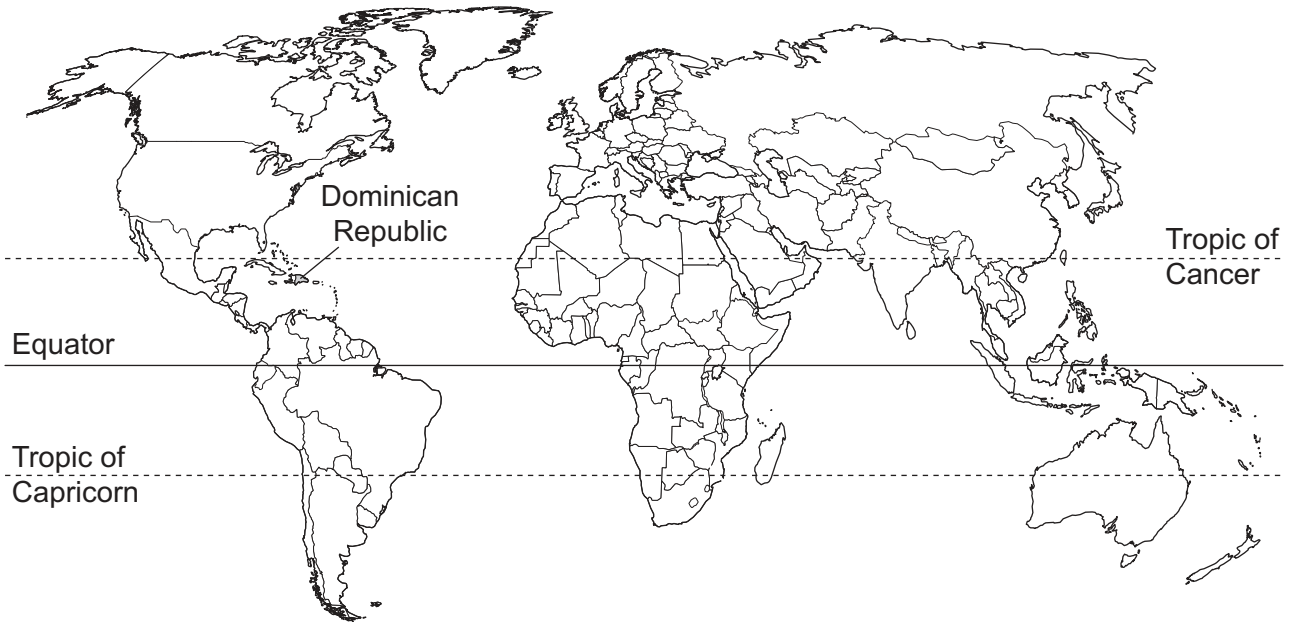 Dominican
Republic
Tropic of
Cancer
Equator
Tropic of
Capricorn